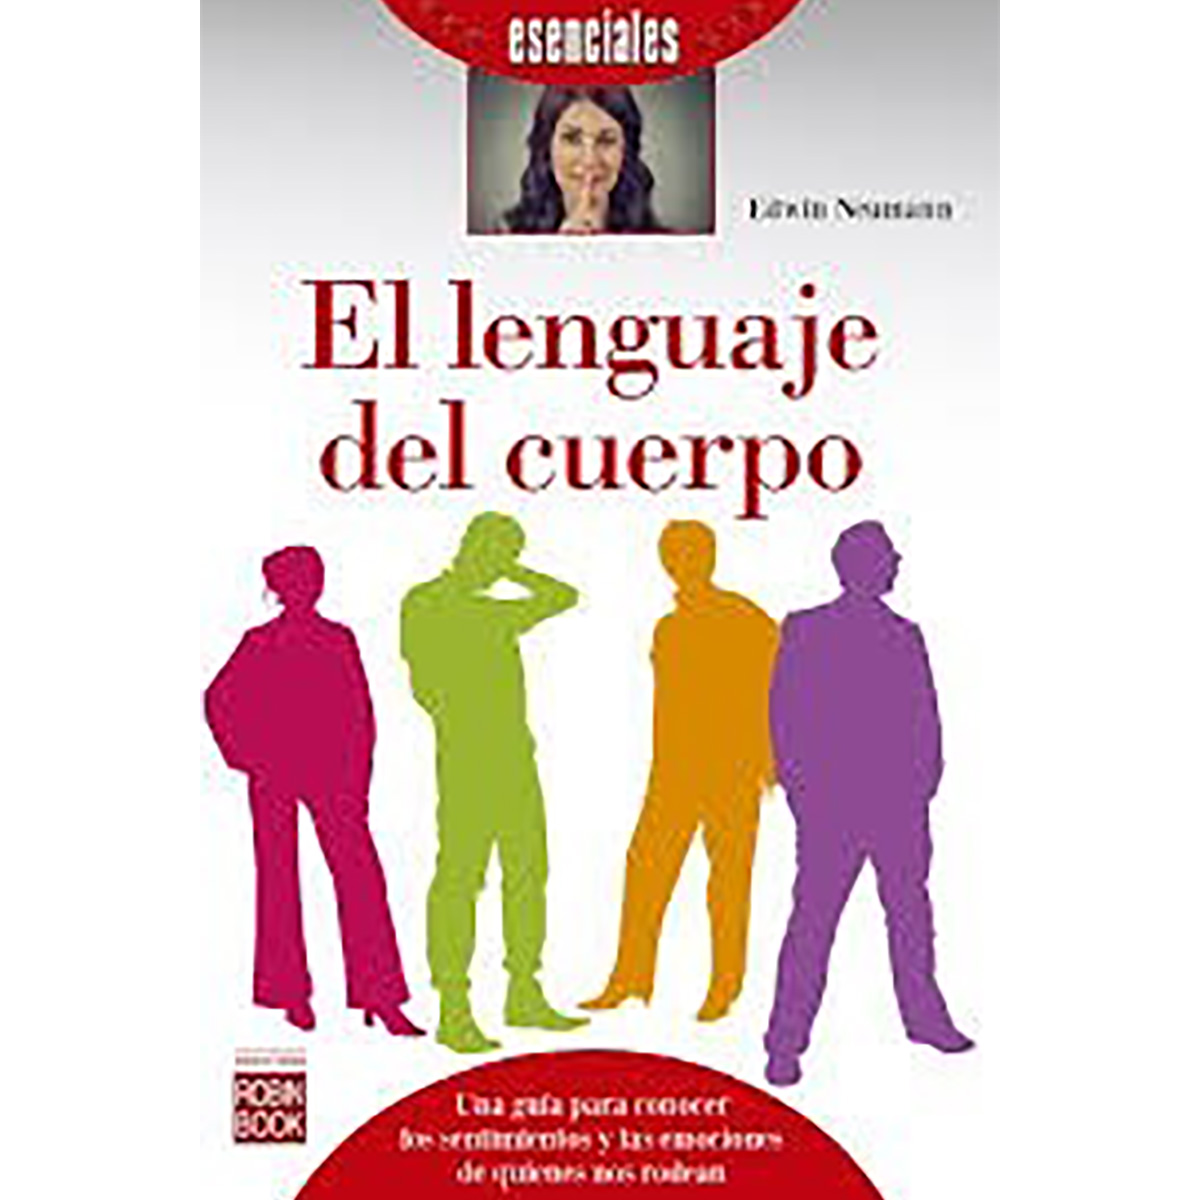 esenciales
Edwin Neumann
El lenguaje
del cuerpo
ROBIN
BOOK
Una guía para conocer
los sentimientos y las emociones
de quienes nos rodean